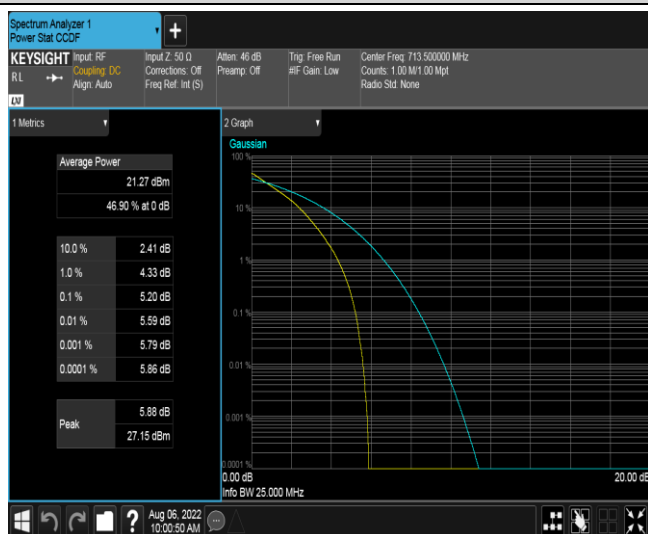 Spectrum Analyzer 1
Power Stat CCDF
+
KEYSIGHT
RL
LXI
Input: RF
Coupling: DC
Align: Auto
Input Z: 50 Ω
Corrections: Off
Freq Ref: Int (S)
Atten: 46 dB
Preamp: Off
Trig: Free Run
#IF Gain: Low
Center Freq: 713.500000 MHz
Counts: 1.00 M/1.00 Mpt
Radio Std: None
1 Metrics
Average Power
21.27 dBm
46.90 % at 0 dB
10.0 % 2.41 dB
1.0 % 4.33 dB
0.1 % 5.20 dB
0.01 % 5.59 dB
0.001 % 5.79 dB
0.0001 % 5.86 dB
Peak
5.88 dB
27.15 dBm
2 Graph
Gaussian
100 %
10 %
1 %
0.1 %
0.01 %
0.001 %
0.0001 %
0.00 dB
20.00 dB
Info BW 25.000 MHz
?
Aug 06, 2022
10:00:50 AM